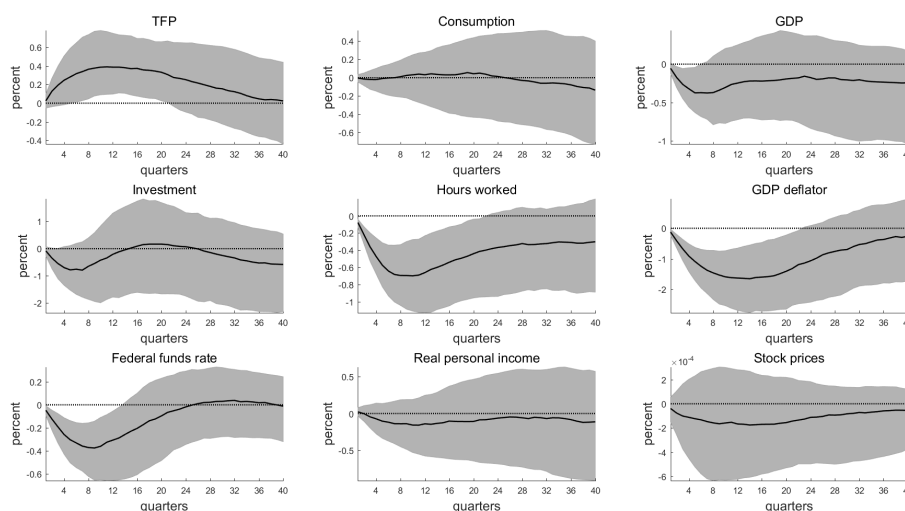 TFP
percent
0.6
0.4
0.2
0
-0.2
-0.4
4 8 12 16 20 24 28 32 36 40
quarters
Consumption
percent
0.4
0.2
0
-0.2
-0.4
-0.6
4 8 12 16 20 24 28 32 36 40
quarters
GDP
percent
0
-0.5
-1
4 8 12 16 20 24 28 32 36 40
quarters
Investment
percent
1
0
-1
-2
4 8 12 16 20 24 28 32 36 40
quarters
Hours worked
percent
0
-0.2
-0.4
-0.6
-0.8
-1
4 8 12 16 20 24 28 32 36 40
quarters
GDP deflator
percent
0
-1
-2
4 8 12 16 20 24 28 32 36 40
quarters
Federal funds rate
percent
0.2
0
-0.2
-0.4
-0.6
4 8 12 16 20 24 28 32 36 40
quarters
Real personal income
percent
0.5
0
-0.5
4 8 12 16 20 24 28 32 36 40
quarters
Stock prices
×10⁻⁴
percent
2
0
-2
-4
-6
4 8 12 16 20 24 28 32 36 40
quarters